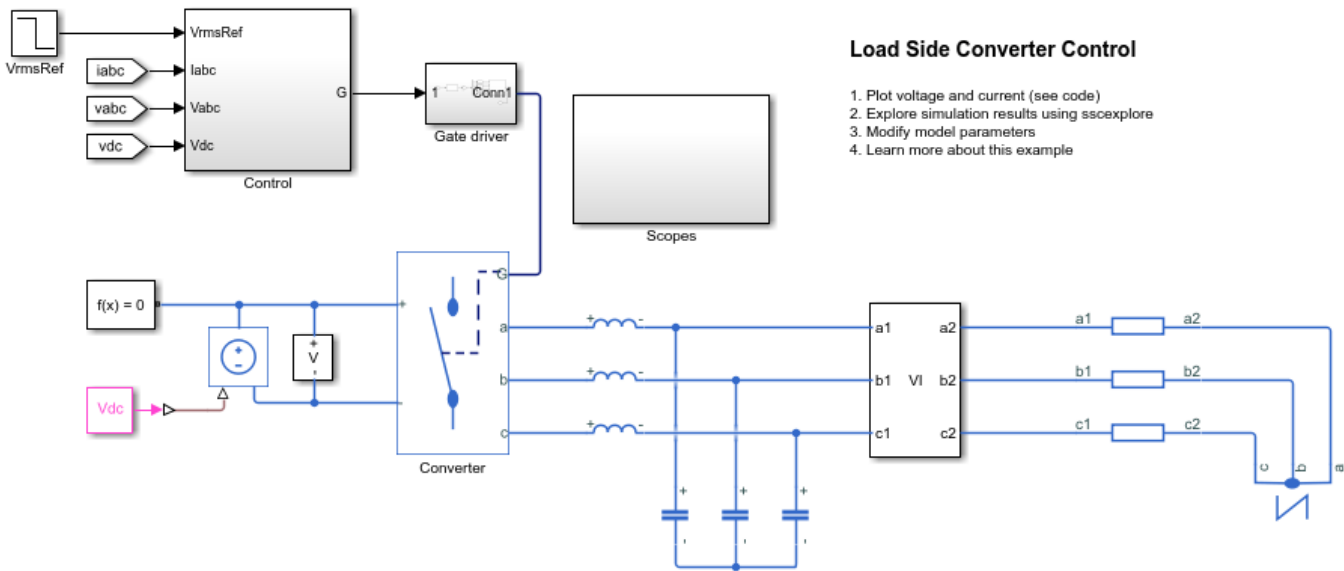 VrmsRef
iabc
vabc
vdc
VrmsRef
Iabc
Vabc
Vdc
G
Control
1
Conn1
Gate driver
Scopes
Load Side Converter Control
1. Plot voltage and current (see code)
2. Explore simulation results using sscexplore
3. Modify model parameters
4. Learn more about this example
f(x) = 0
+
-
+
V
-
Vdc
+
-
G
a
b
c
Converter
+ -
+ -
+ -
+ + +
- - -
a1 a2
b1 VI b2
c1 c2
a1 a2
b1 b2
c1 c2
c b a